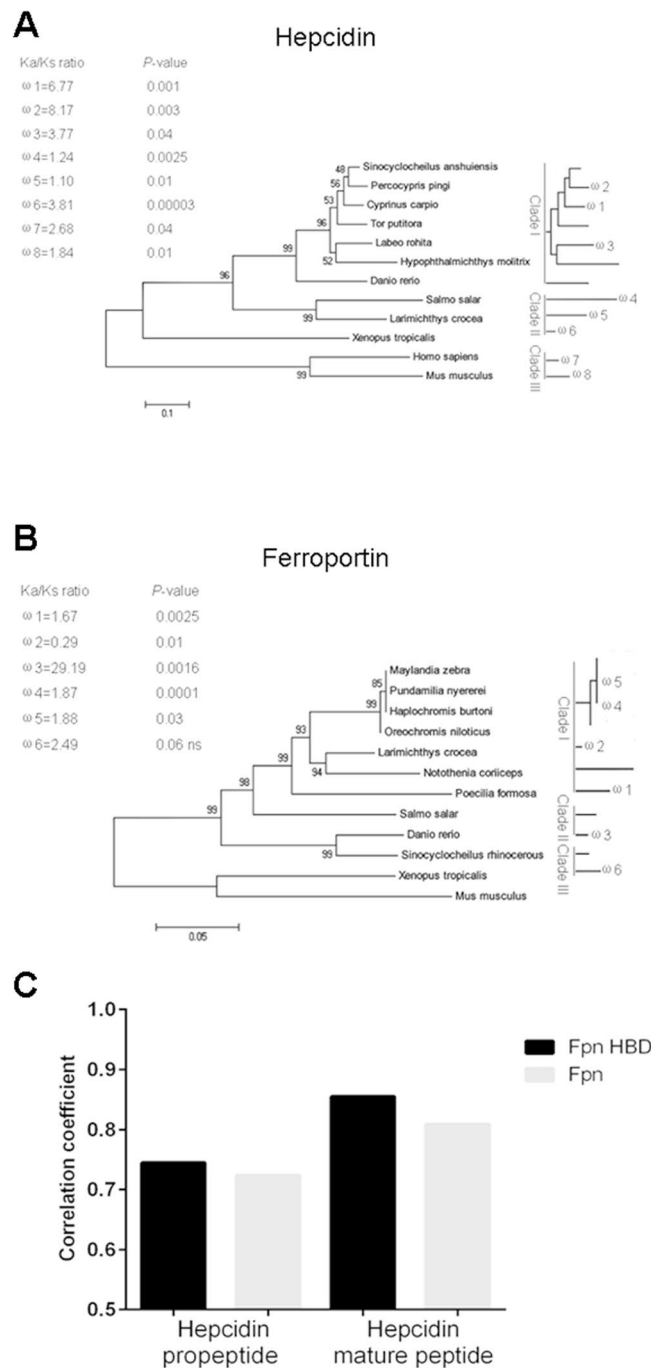 A
Hepcidin
Ka/Ks ratio P-value
ω1=6.77 0.001
ω2=8.17 0.003
ω3=3.77 0.04
ω4=1.24 0.0025
ω5=1.10 0.01
ω6=3.81 0.00003
ω7=2.68 0.04
ω8=1.84 0.01
48
56
53
96
52
99
96
99
99
Sinocyclocheilus anshuiensis
Percocypris pingi
Cyprinus carpio
Tor putitora
Labeo rohita
Hypophthalmichthys molitrix
Danio rerio
Salmo salar
Larimichthys crocea
Xenopus tropicalis
Homo sapiens
Mus musculus
0.1
Clade I
ω2
ω1
ω3
Clade II
ω4
ω5
ω6
Clade III
ω7
ω8
B
Ferroportin
Ka/Ks ratio P-value
ω1=1.67 0.0025
ω2=0.29 0.01
ω3=29.19 0.0016
ω4=1.87 0.0001
ω5=1.88 0.03
ω6=2.49 0.06 ns
85
99
93
94
99
98
99
99
Maylandia zebra
Pundamilia nyererei
Haplochromis burtoni
Oreochromis niloticus
Larimichthys crocea
Notothenia coriiceps
Poecilia formosa
Salmo salar
Danio rerio
Sinocyclocheilus rhinocerous
Xenopus tropicalis
Mus musculus
0.05
Clade I
ω5
ω4
ω2
ω1
Clade II
ω3
Clade III
ω6
C
Correlation coefficient
1.0
0.9
0.8
0.7
0.6
0.5
Hepcidin
propeptide
Hepcidin
mature peptide
Fpn HBD
Fpn